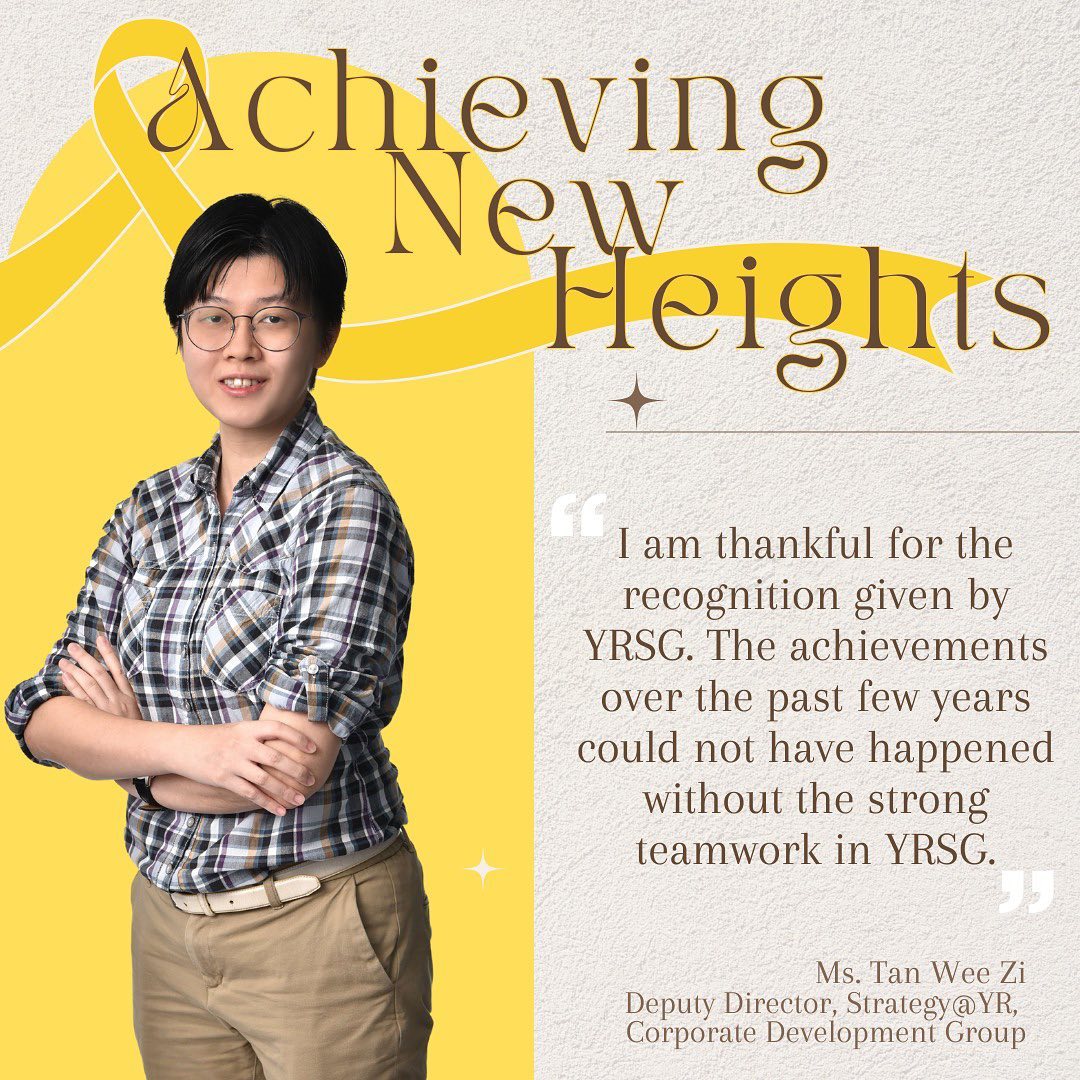 Achieving
New
Heights
“ I am thankful for the
recognition given by
YRSG. The achievements
over the past few years
could not have happened
without the strong
teamwork in YRSG. ”
Ms. Tan Wee Zi
Deputy Director, Strategy@YR,
Corporate Development Group